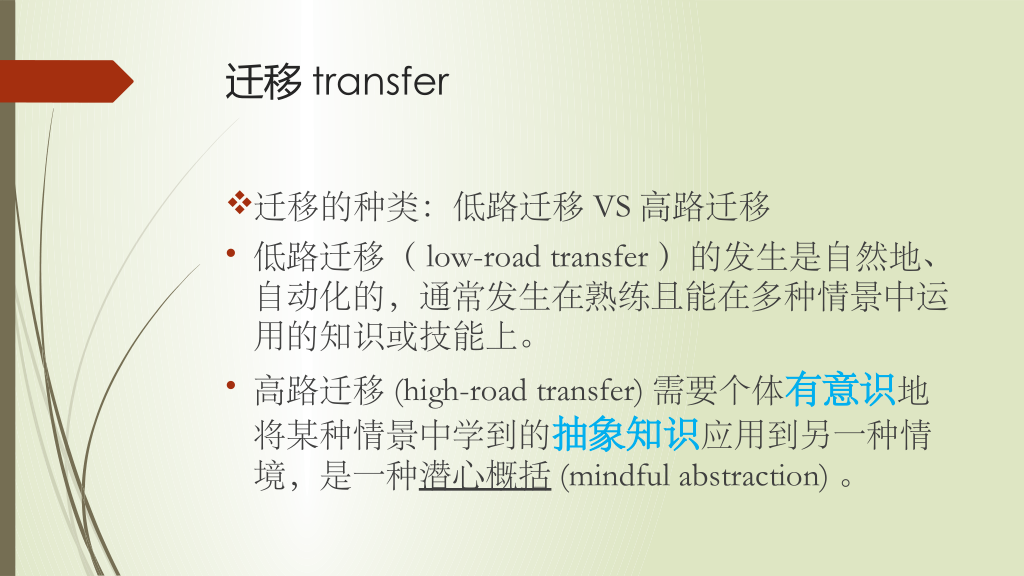 迁移 transfer
❖迁移的种类：低路迁移 VS 高路迁移
• 低路迁移（ low-road transfer ）的发生是自然地、
自动化的，通常发生在熟练且能在多种情景中运
用的知识或技能上。
• 高路迁移 (high-road transfer) 需要个体有意识地
将某种情景中学到的抽象知识应用到另一种情
境，是一种潜心概括 (mindful abstraction) 。